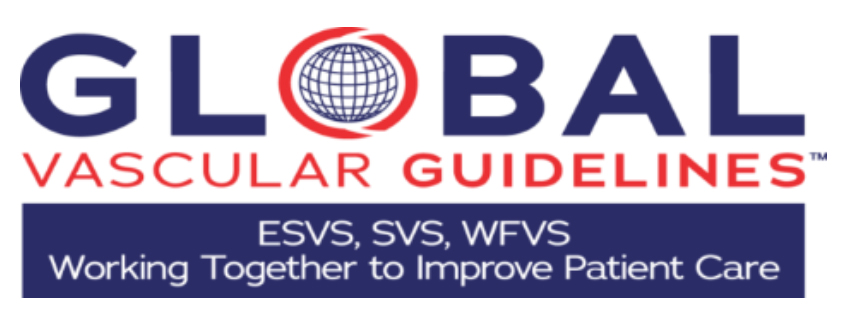 GLOBAL
VASCULAR GUIDELINES™
ESVS, SVS, WFVS
Working Together to Improve Patient Care